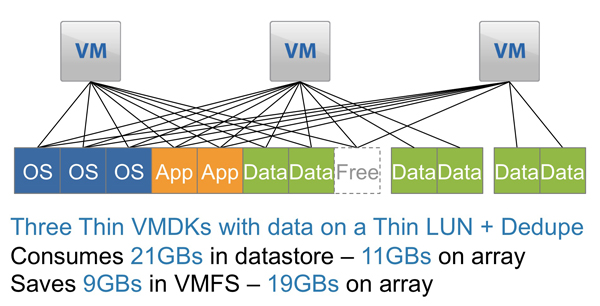 VM VM VM
OS OS OS App App Data Data Free Data Data Data Data
Three Thin VMDKs with data on a Thin LUN + Dedupe
Consumes 21GBs in datastore – 11GBs on array
Saves 9GBs in VMFS – 19GBs on array